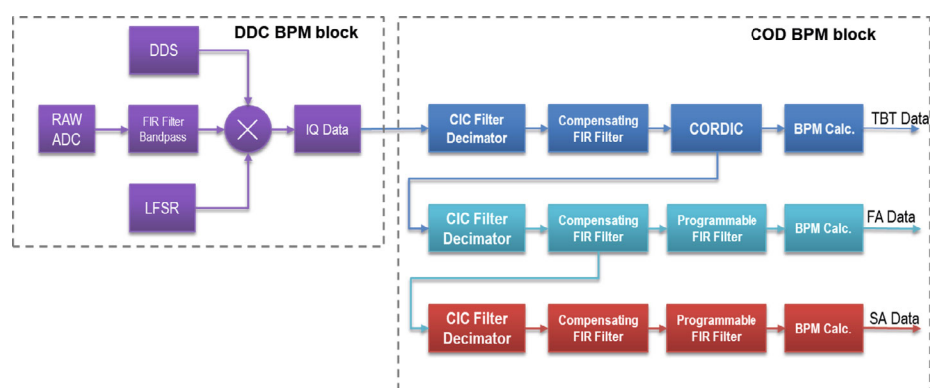 DDC BPM block
DDS
RAW
ADC
FIR Filter
Bandpass
IQ Data
LFSR
COD BPM block
CIC Filter
Decimator
Compensating
FIR Filter
CORDIC
BPM Calc.
TBT Data
CIC Filter
Decimator
Compensating
FIR Filter
Programmable
FIR Filter
BPM Calc.
FA Data
CIC Filter
Decimator
Compensating
FIR Filter
Programmable
FIR Filter
BPM Calc.
SA Data